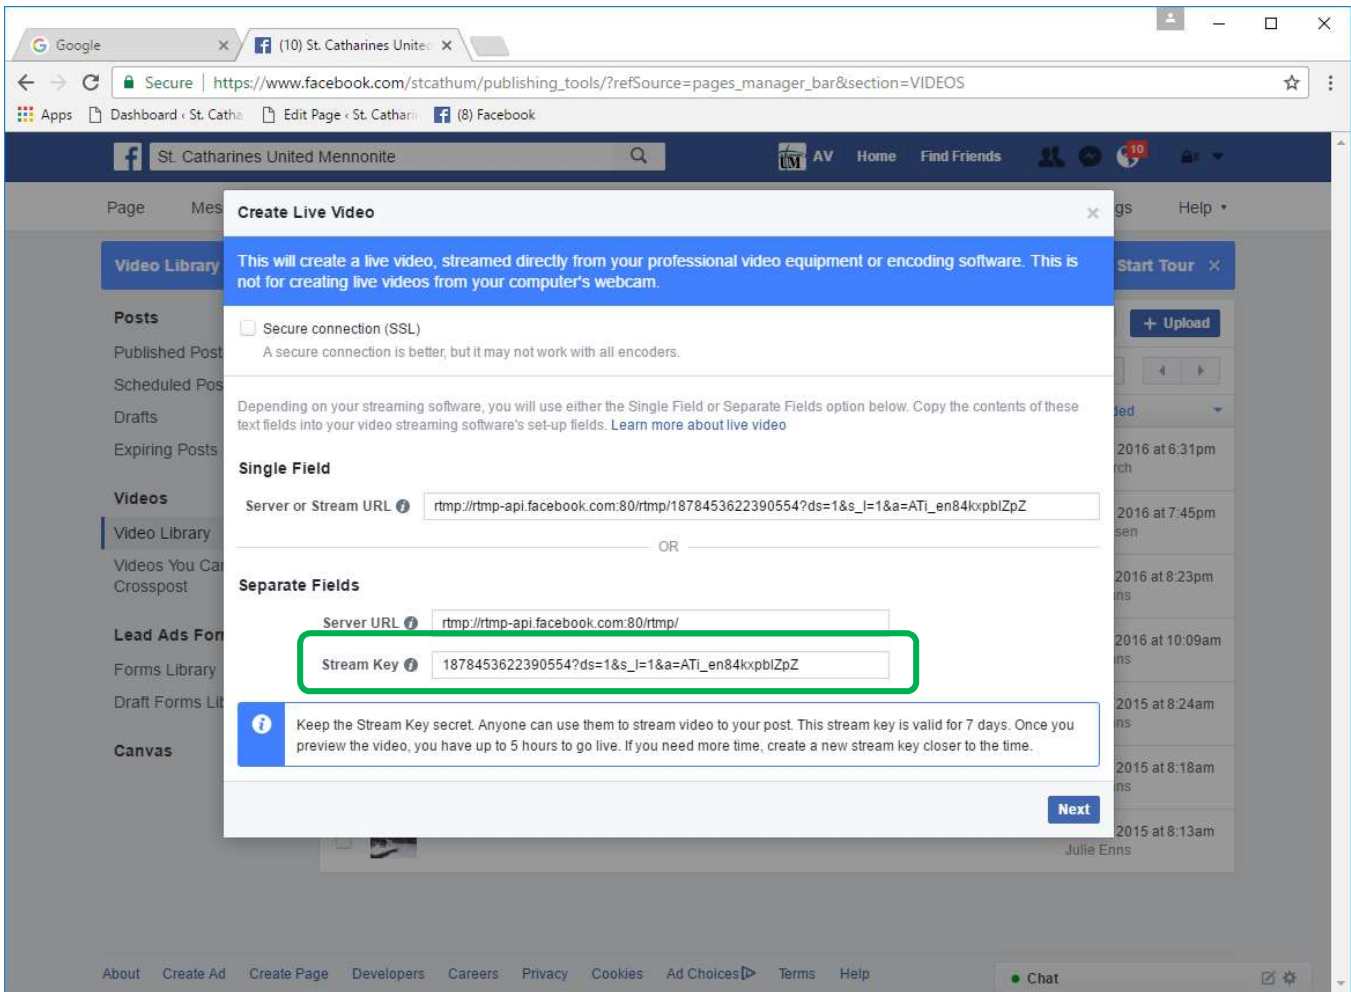 Google
(10) St. Catharines Unite
Secure | https://www.facebook.com/stcathum/publishing_tools/?refSource=pages_manager_bar&section=VIDEOS
Apps Dashboard ‹ St. Catha Edit Page ‹ St. Cathari (8) Facebook
St. Catharines United Mennonite AV Home Find Friends 10
Page Mes gs Help
Create Live Video
Video Library Start Tour
This will create a live video, streamed directly from your professional video equipment or encoding software. This is
not for creating live videos from your computer's webcam.
Posts + Upload
Secure connection (SSL)
A secure connection is better, but it may not work with all encoders.
Published Post
Scheduled Pos
Drafts
Expiring Posts
Depending on your streaming software, you will use either the Single Field or Separate Fields option below. Copy the contents of these
text fields into your video streaming software's set-up fields. Learn more about live video
ded
2016 at 6:31pm
rch
Single Field
Videos
Server or Stream URL rtmp://rtmp-api.facebook.com:80/rtmp/1878453622390554?ds=1&s_l=1&a=ATi_en84kxpblZpZ
2016 at 7:45pm
sen
Video Library
OR
Videos You Ca
Crosspost
2016 at 8:23pm
ns
Separate Fields
Server URL rtmp://rtmp-api.facebook.com:80/rtmp/
Lead Ads For
2016 at 10:09am
ns
Stream Key 1878453622390554?ds=1&s_l=1&a=ATi_en84kxpblZpZ
Forms Library
Draft Forms Li
2015 at 8:24am
ns
Keep the Stream Key secret. Anyone can use them to stream video to your post. This stream key is valid for 7 days. Once you
preview the video, you have up to 5 hours to go live. If you need more time, create a new stream key closer to the time.
Canvas
2015 at 8:18am
ns
Next
2015 at 8:13am
Julie Enns
About Create Ad Create Page Developers Careers Privacy Cookies Ad Choices Terms Help
Chat